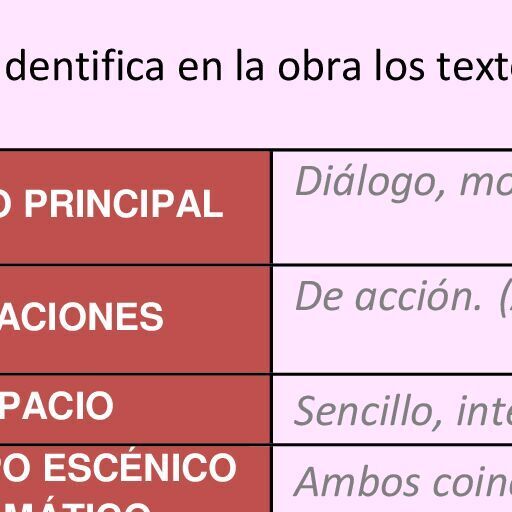 dentifica en la obra los text
O PRINCIPAL
Diálogo, mo
ACIONES
De acción. (
PACIO
Sencillo, inte
PO ESCÉNICO
Ambos coinc
MÁTICO